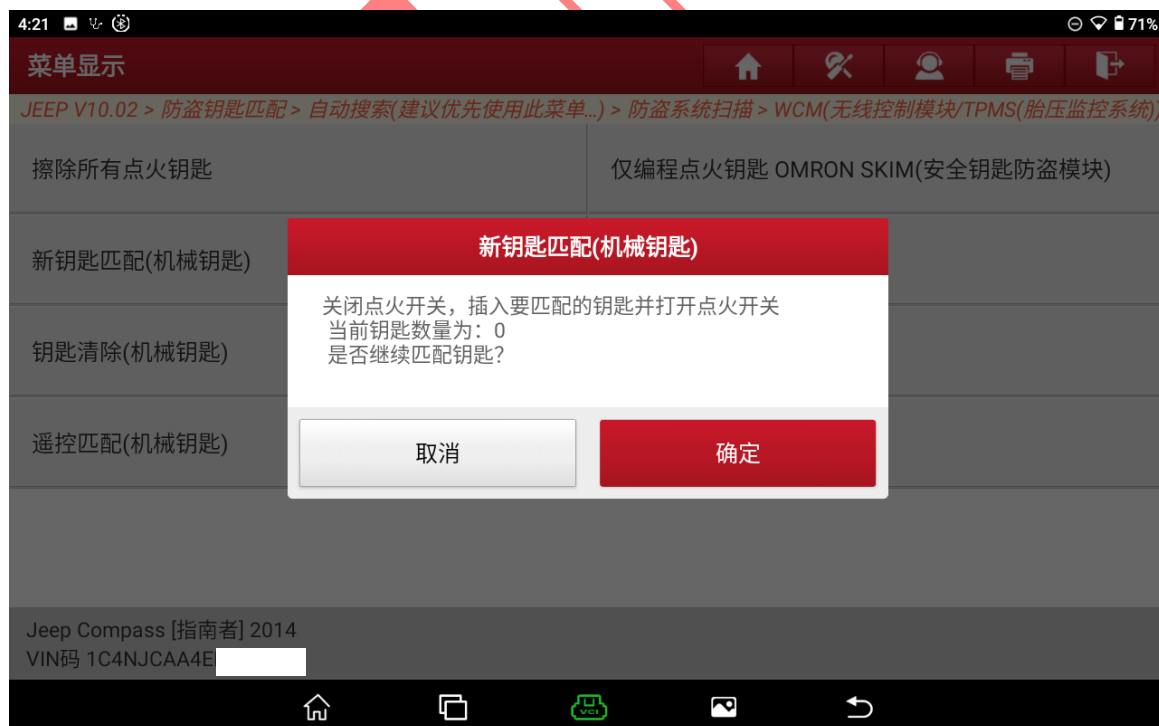 4:21
71%
菜单显示
JEEP V10.02 > 防盗钥匙匹配 > 自动搜索(建议优先使用此菜单...) > 防盗系统扫描 > WCM(无线控制模块/TPMS(胎压监控系统))
擦除所有点火钥匙
仅编程点火钥匙 OMRON SKIM(安全钥匙防盗模块)
新钥匙匹配(机械钥匙)
新钥匙匹配(机械钥匙)
关闭点火开关，插入要匹配的钥匙并打开点火开关
当前钥匙数量为：0
是否继续匹配钥匙？
钥匙清除(机械钥匙)
遥控匹配(机械钥匙)
取消
确定
Jeep Compass [指南者] 2014
VIN码 1C4NJCAA4E
VCI